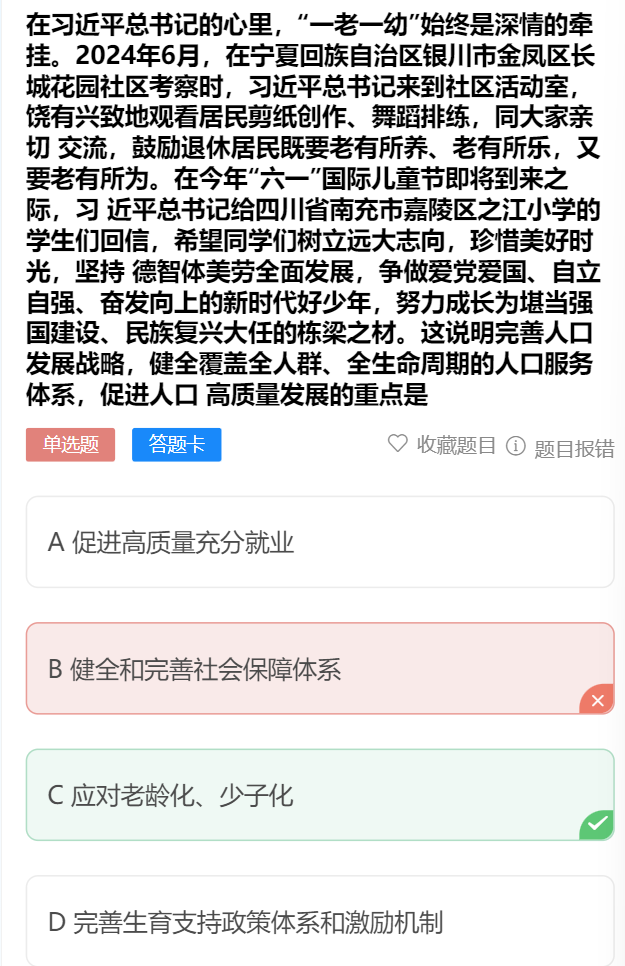 在习近平总书记的心里，“一老一幼”始终是深情的牵
挂。2024年6月，在宁夏回族自治区银川市金凤区长
城花园社区考察时，习近平总书记来到社区活动室，
饶有兴致地观看居民剪纸创作、舞蹈排练，同大家亲
切 交流，鼓励退休居民既要老有所养、老有所乐，又
要老有所为。在今年“六一”国际儿童节即将到来之
际，习 近平总书记给四川省南充市嘉陵区之江小学的
学生们回信，希望同学们树立远大志向，珍惜美好时
光，坚持 德智体美劳全面发展，争做爱党爱国、自立
自强、奋发向上的新时代好少年，努力成长为堪当强
国建设、民族复兴大任的栋梁之材。这说明完善人口
发展战略，健全覆盖全人群、全生命周期的人口服务
体系，促进人口 高质量发展的重点是
单选题 答题卡 收藏题目 题目报错
A 促进高质量充分就业
B 健全和完善社会保障体系
C 应对老龄化、少子化
D 完善生育支持政策体系和激励机制